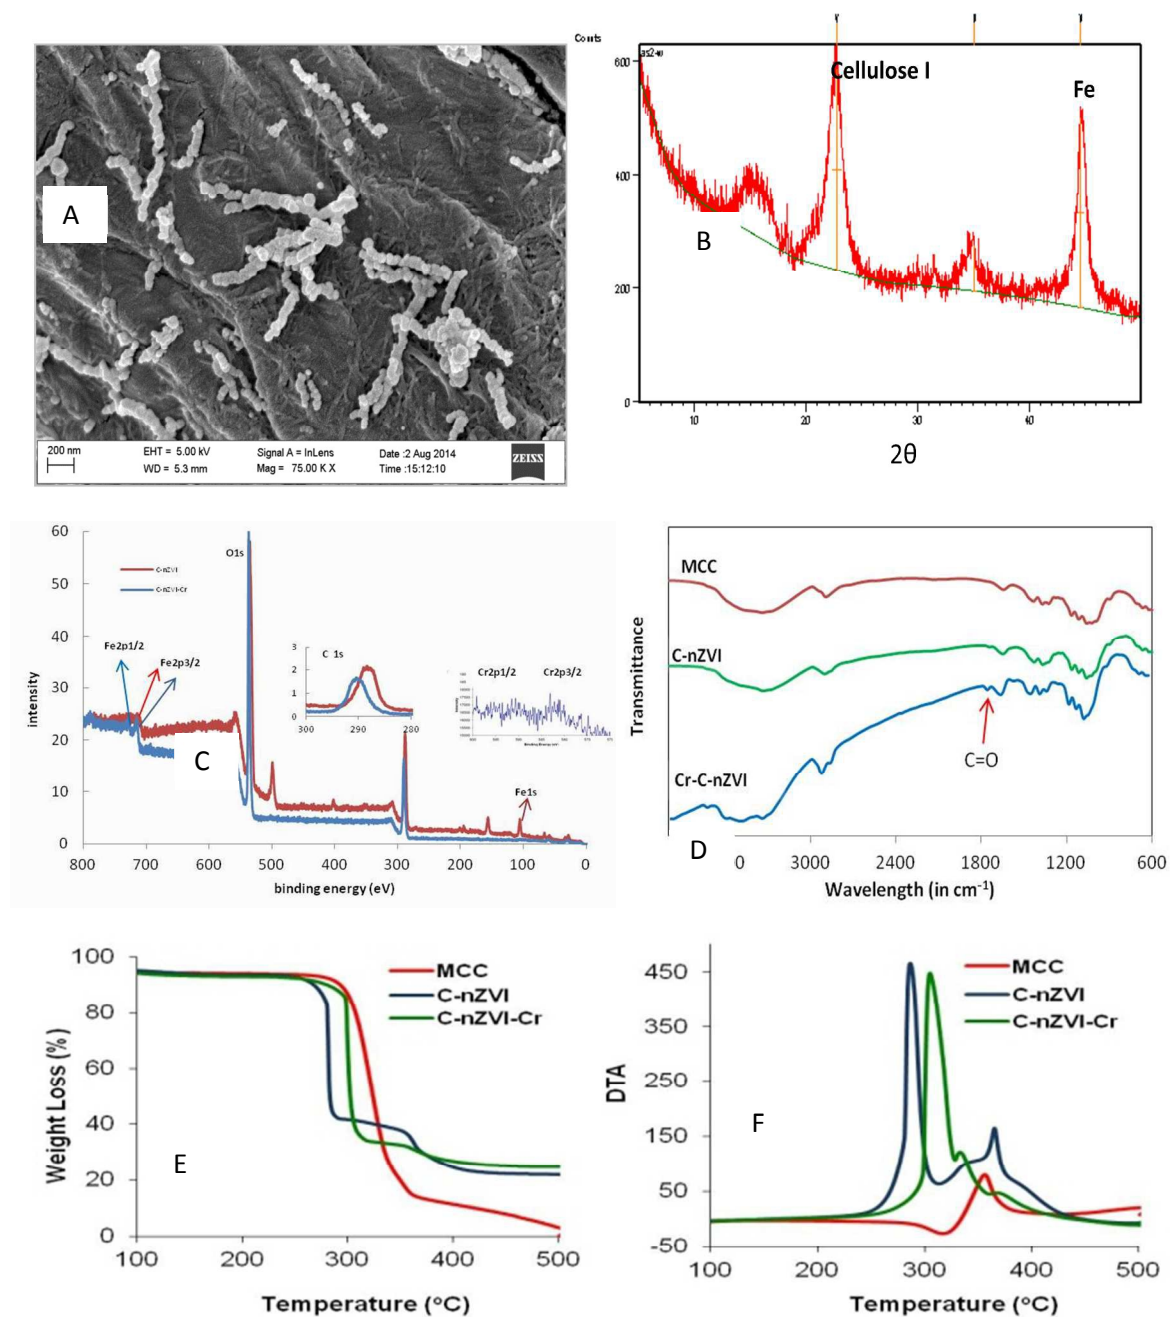 A
200 nm
EHT = 5.00 kV
WD = 5.3 mm
Signal A = InLens
Mag = 75.00 K X
Date :2 Aug 2014
Time :15:12:10
ZEISS
600
400
200
0
10
20
30
40
Cellulose I
Fe
B
2θ
60
50
40
30
20
10
0
intensity
C-nZVI
C-nZVI-Cr
O1s
Fe2p1/2
Fe2p3/2
C 1s
3
2
1
0
300
290
280
Cr2p1/2
Cr2p3/2
Fe1s
C
800
700
600
500
400
300
200
100
0
binding energy (eV)
MCC
C-nZVI
Cr-C-nZVI
C=O
Transmittance
D
0
3000
2400
1800
1200
600
Wavelength (in cm-1)
100
80
60
40
20
0
Weight Loss (%)
MCC
C-nZVI
C-nZVI-Cr
E
100
200
300
400
500
Temperature (°C)
450
350
250
150
50
-50
DTA
MCC
C-nZVI
C-nZVI-Cr
F
100
200
300
400
500
Temperature (°C)